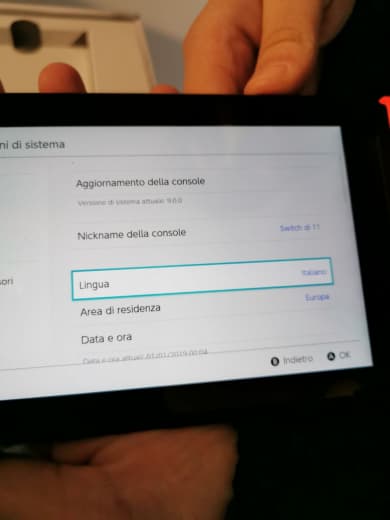 ni di sistema
Aggiornamento della console
Versione di sistema attuale: 9.0.0
Nickname della console
Switch di
sori
Lingua
Italiano
Area di residenza
Europa
Data e ora
Data e ora attuali: 01/01/2019 00:04
B Indietro
A OK